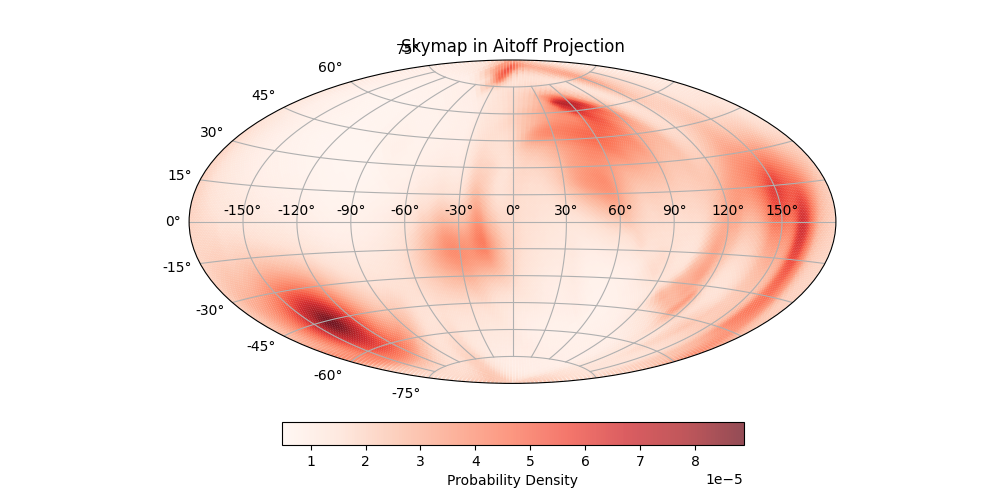 75°
Skymap in Aitoff Projection
60°
45°
30°
15°
-150° -120° -90° -60° -30° 0° 30° 60° 90° 120° 150°
0°
-15°
-30°
-45°
-60°
-75°
1 2 3 4 5 6 7 8
1e−5
Probability Density